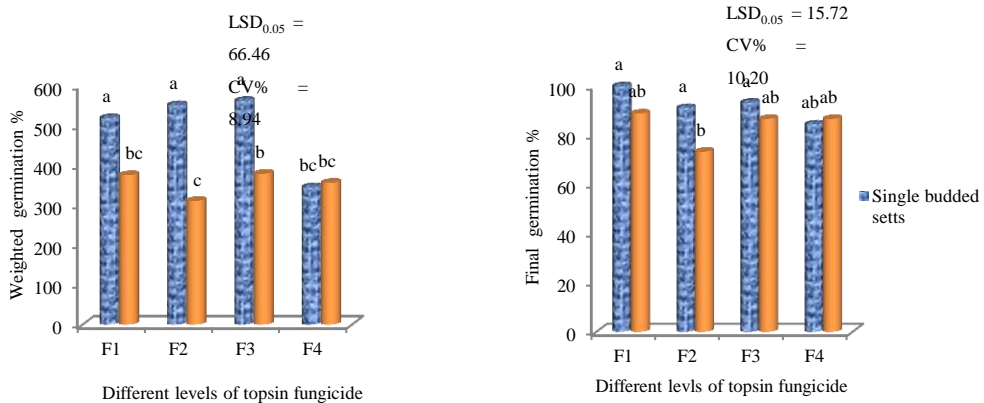 LSD0.05 =
66.46
CV% =
8.94
Weighted germination %
600
500
400
300
200
100
0
a
bc
a
c
a
b
bc
bc
F1
F2
F3
F4
Different levels of topsin fungicide
LSD0.05 = 15.72
CV% =
10.20
Final germination %
100
80
60
40
20
0
a
ab
a
b
a
ab
ab
ab
F1
F2
F3
F4
Different levls of topsin fungicide
Single budded
setts